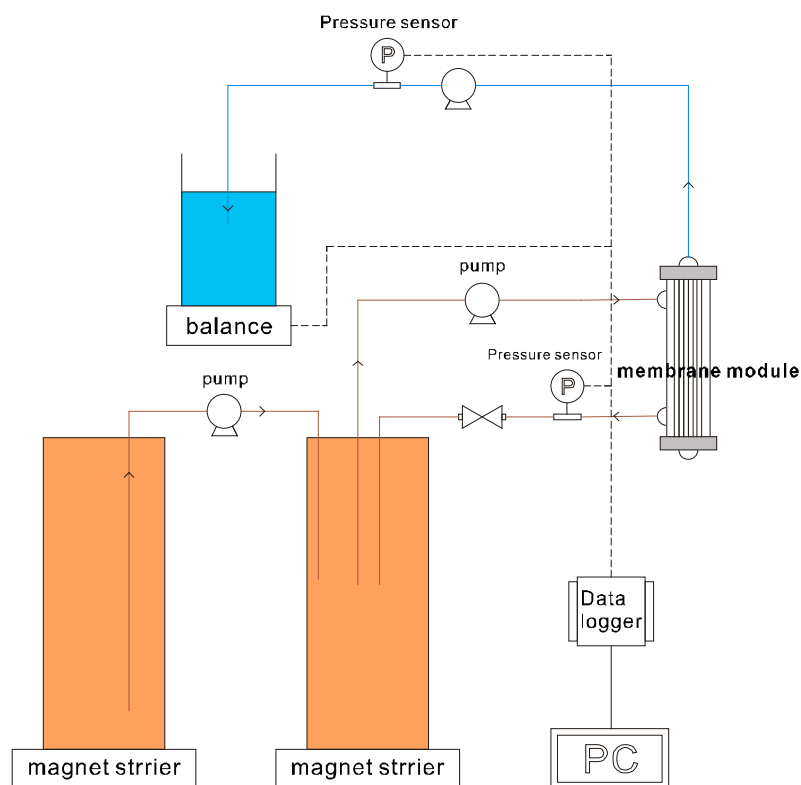 Pressure sensor
P
pump
balance
Pressure sensor
P
membrane module
pump
Data
logger
magnet strrier
magnet strrier
PC